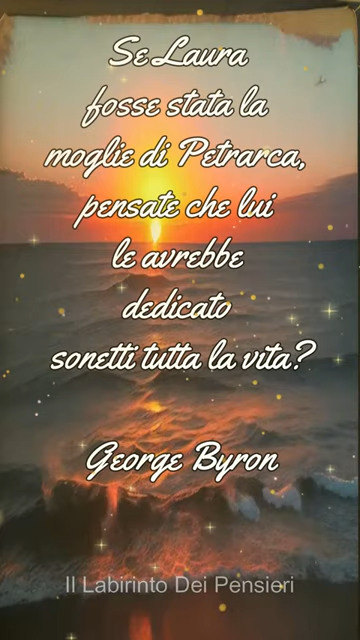 Se Laura
fosse stata la
moglie di Petrarca,
pensate che lui
le avrebbe
dedicato
sonetti tutta la vita?
George Byron
Il Labirinto Dei Pensieri